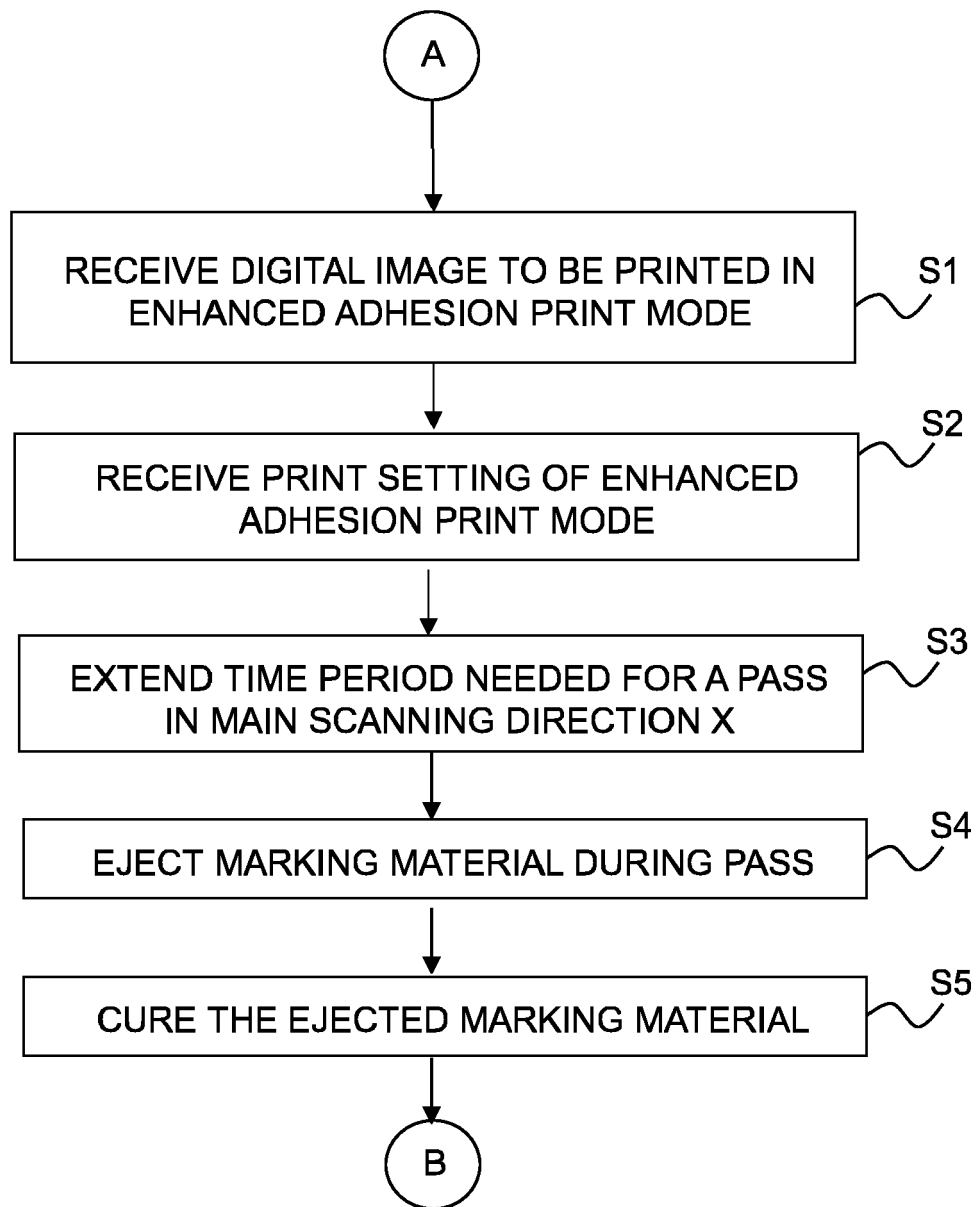 A
RECEIVE DIGITAL IMAGE TO BE PRINTED IN
ENHANCED ADHESION PRINT MODE
S1
RECEIVE PRINT SETTING OF ENHANCED
ADHESION PRINT MODE
S2
EXTEND TIME PERIOD NEEDED FOR A PASS
IN MAIN SCANNING DIRECTION X
S3
EJECT MARKING MATERIAL DURING PASS
S4
CURE THE EJECTED MARKING MATERIAL
S5
B